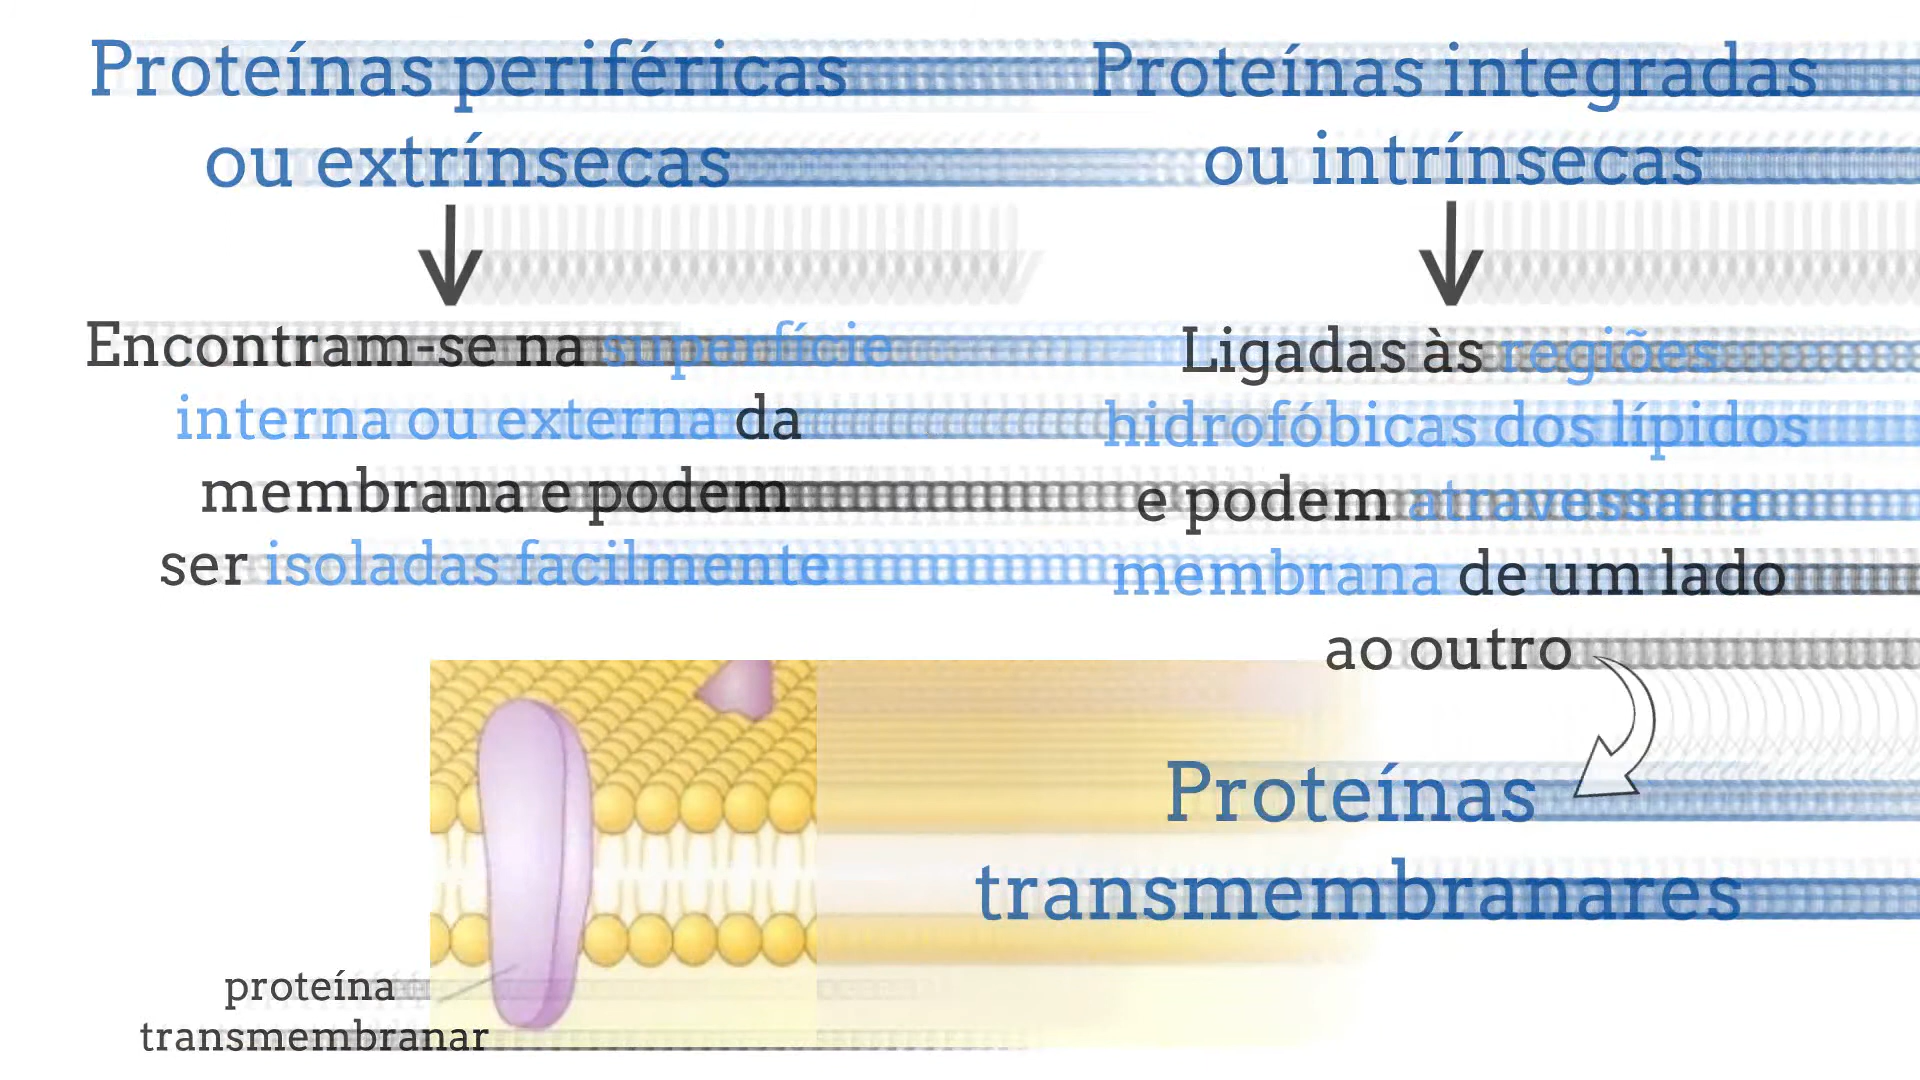 Proteínas periféricas
ou extrínsecas
Encontram-se na superfície
interna ou externa da
membrana e podem
ser isoladas facilmente
Proteínas integradas
ou intrínsecas
Ligadas às regiões
hidrofóbicas dos lípidos
e podem atravessar a
membrana de um lado
ao outro
Proteínas
transmembranares
proteína
transmembranar